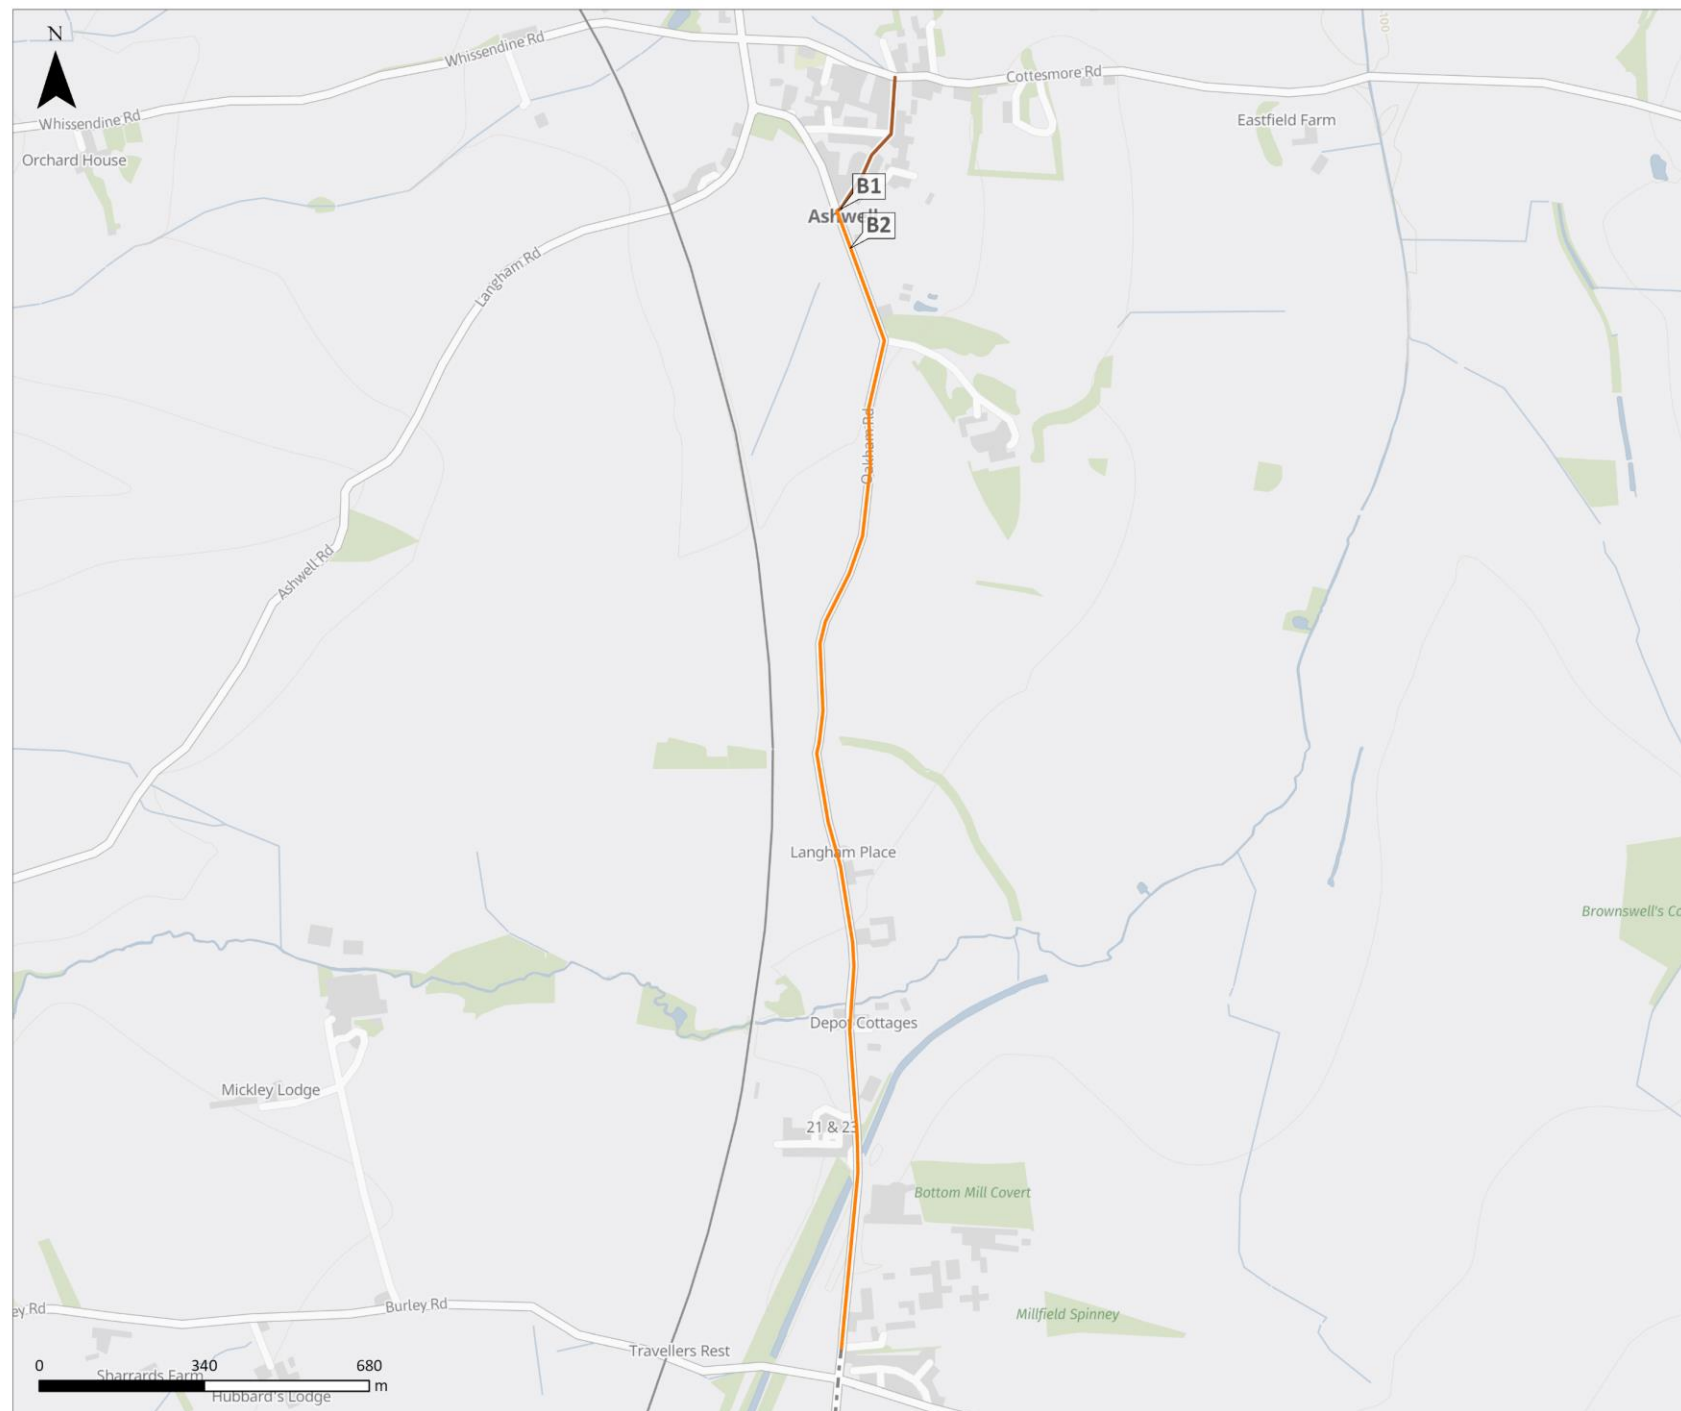 N
Whissendine Rd
Cottesmore Rd
Whissendine Rd
Eastfield Farm
Orchard House
B1
Ashwell
B2
Langham Rd
Oakham Rd
Ashwell Rd
Langham Place
Brownswell's Co
Depot Cottages
Mickley Lodge
21 & 23
Bottom Mill Covert
ey Rd
Burley Rd
Millfield Spinney
Travellers Rest
0 340 680
m
Sharrards Farm
Hubbard's Lodge